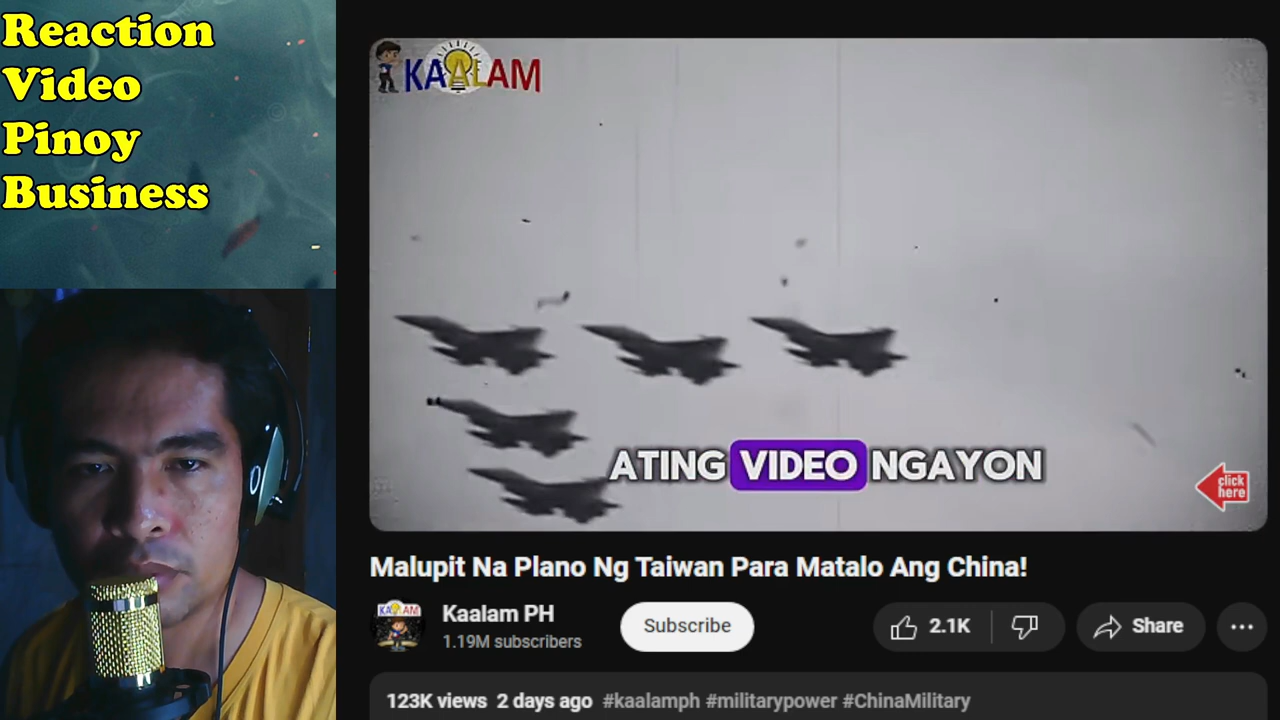 Reaction
Video
Pinoy
Business
KAALAM
ATING VIDEO NGAYON
click
here
Malupit Na Plano Ng Taiwan Para Matalo Ang China!
KAALAM
Kaalam PH
1.19M subscribers
Subscribe
2.1K
Share
123K views 2 days ago #kaalamph #militarypower #ChinaMilitary